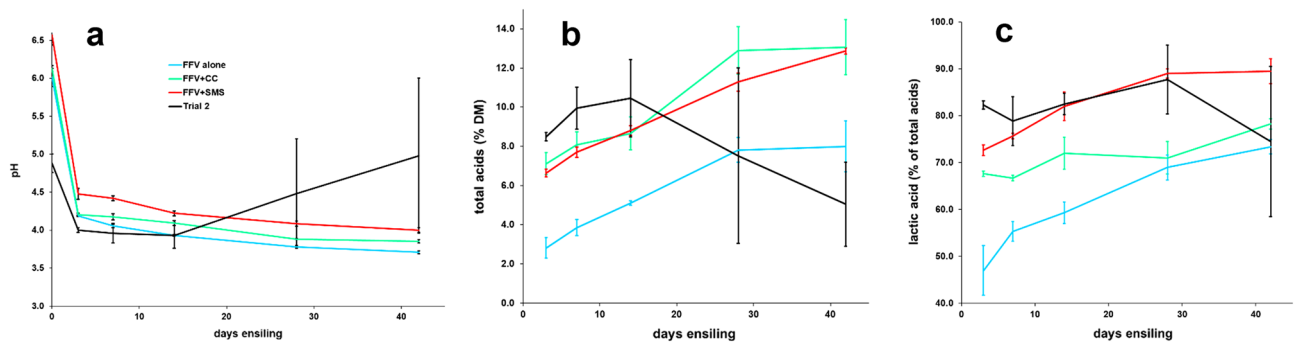 a
6.5
6.0
5.5
5.0
4.5
4.0
3.5
3.0
pH
0
10
20
30
40
days ensiling
FFV alone
FFV+CC
FFV+SMS
Trial 2
b
14.0
12.0
10.0
8.0
6.0
4.0
2.0
0.0
total acids (% DM)
0
10
20
30
40
days ensiling
c
100.0
90.0
80.0
70.0
60.0
50.0
40.0
lactic acid (% of total acids)
0
10
20
30
40
days ensiling